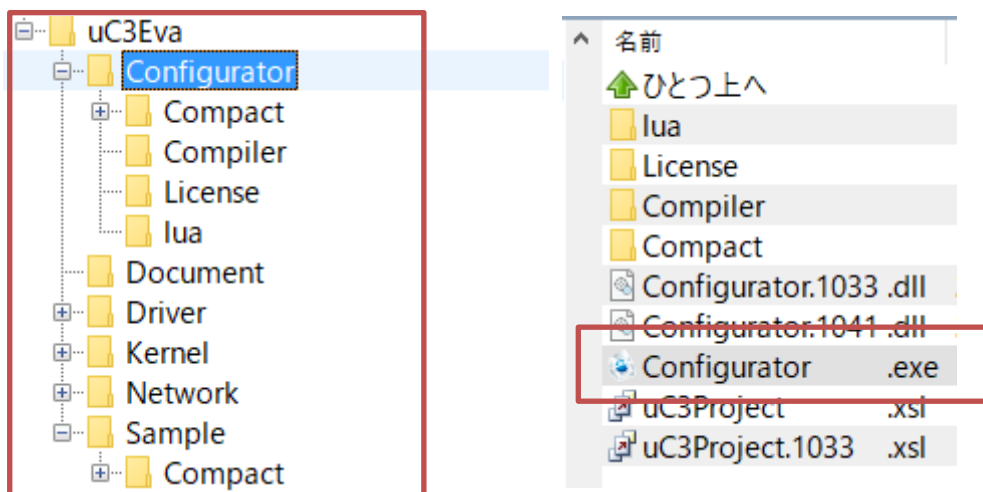 uC3Eva
Configurator
Compact
Compiler
License
lua
Document
Driver
Kernel
Network
Sample
Compact
名前
ひとつ上へ
lua
License
Compiler
Compact
Configurator.1033 .dll
Configurator.1041 .dll
Configurator .exe
uC3Project .xsl
uC3Project.1033 .xsl